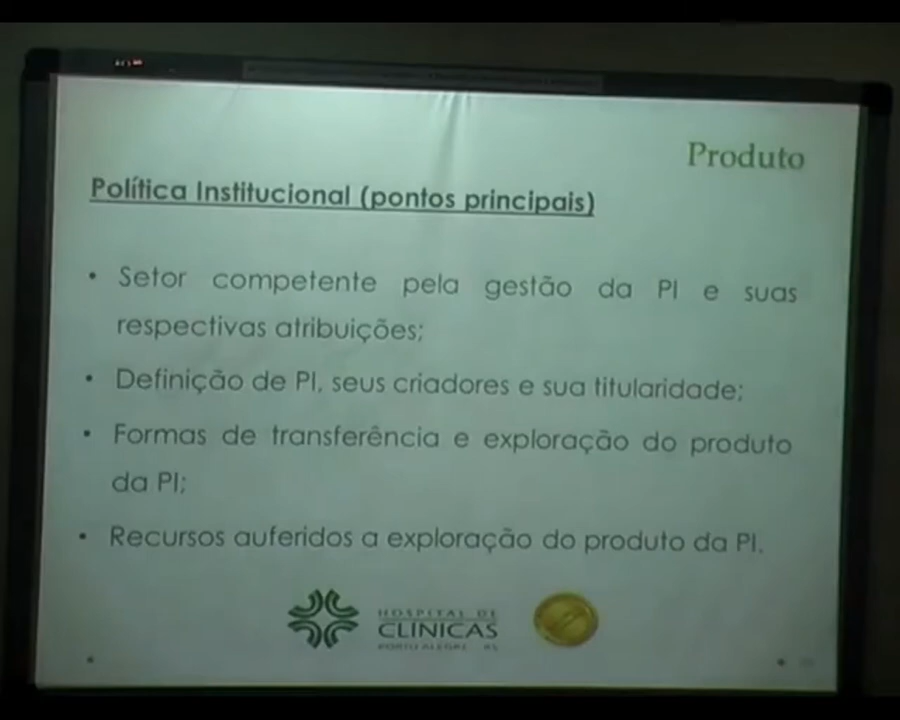 Produto
Política Institucional (pontos principais)
• Setor competente pela gestão da PI e suas
respectivas atribuições;
• Definição de PI, seus criadores e sua titularidade;
• Formas de transferência e exploração do produto
da PI;
• Recursos auferidos a exploração do produto da PI.
HOSPITAL DE
CLINICAS
PORTO ALEGRE RS